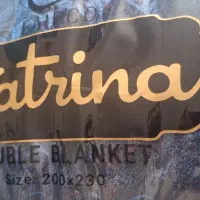 atrina
UBLE BLANKET
Size: 200x230